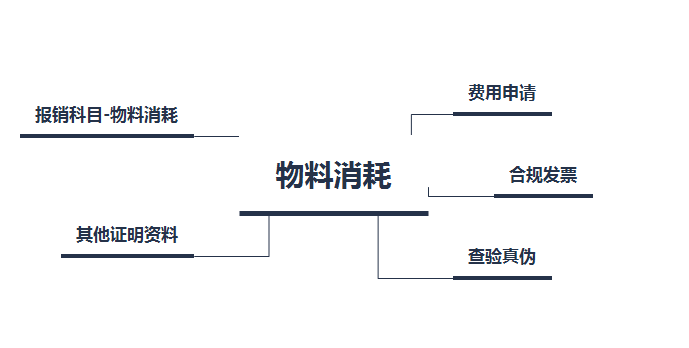 费用申请
报销科目-物料消耗
物料消耗
合规发票
其他证明资料
查验真伪